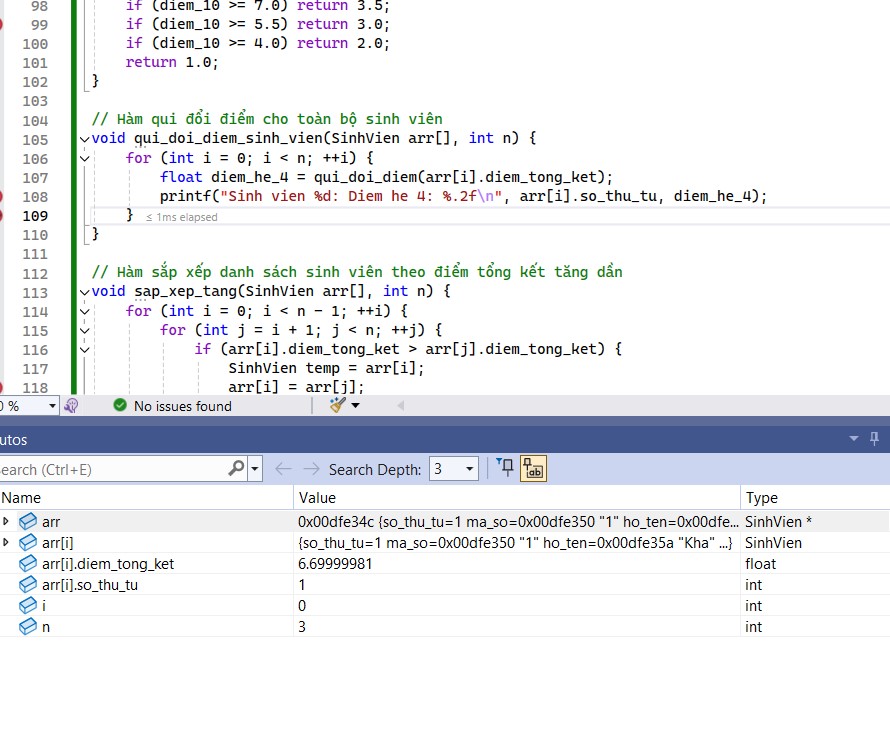 98 if (diem_10 >= 7.0) return 3.5;
99 if (diem_10 >= 5.5) return 3.0;
100 if (diem_10 >= 4.0) return 2.0;
101 return 1.0;
102 }
103
104 // Hàm qui đổi điểm cho toàn bộ sinh viên
105 void qui_doi_diem_sinh_vien(SinhVien arr[], int n) {
106 for (int i = 0; i < n; ++i) {
107 float diem_he_4 = qui_doi_diem(arr[i].diem_tong_ket);
108 printf("Sinh vien %d: Diem he 4: %.2f\n", arr[i].so_thu_tu, diem_he_4);
109 } ≤ 1ms elapsed
110 }
111
112 // Hàm sắp xếp danh sách sinh viên theo điểm tổng kết tăng dần
113 void sap_xep_tang(SinhVien arr[], int n) {
114 for (int i = 0; i < n - 1; ++i) {
115 for (int j = i + 1; j < n; ++j) {
116 if (arr[i].diem_tong_ket > arr[j].diem_tong_ket) {
117 SinhVien temp = arr[i];
118 arr[i] = arr[j];
0 % No issues found
utos
earch (Ctrl+E) Search Depth: 3
Name Value Type
arr 0x00dfe34c {so_thu_tu=1 ma_so=0x00dfe350 "1" ho_ten=0x00dfe... SinhVien *
arr[i] {so_thu_tu=1 ma_so=0x00dfe350 "1" ho_ten=0x00dfe35a "Kha" ...} SinhVien
arr[i].diem_tong_ket 6.69999981 float
arr[i].so_thu_tu 1 int
i 0 int
n 3 int